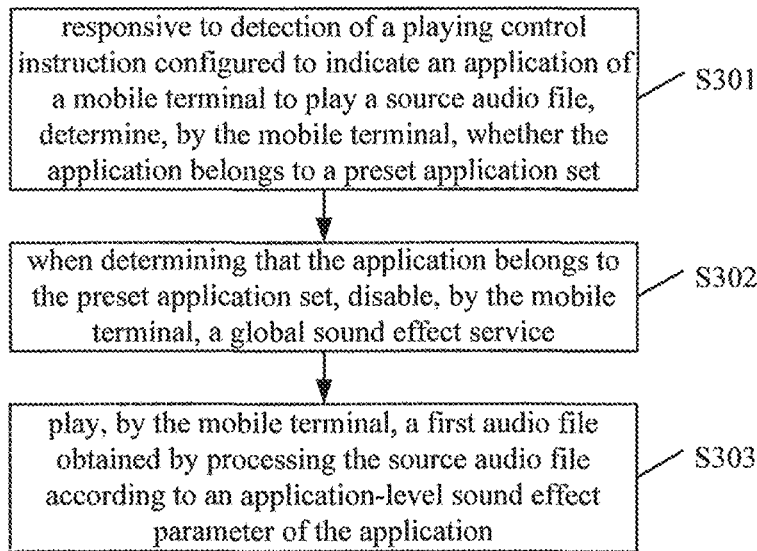 responsive to detection of a playing control
instruction configured to indicate an application of
a mobile terminal to play a source audio file,
determine, by the mobile terminal, whether the
application belongs to a preset application set
S301
when determining that the application belongs to
the preset application set, disable, by the mobile
terminal, a global sound effect service
S302
play, by the mobile terminal, a first audio file
obtained by processing the source audio file
according to an application-level sound effect
parameter of the application
S303